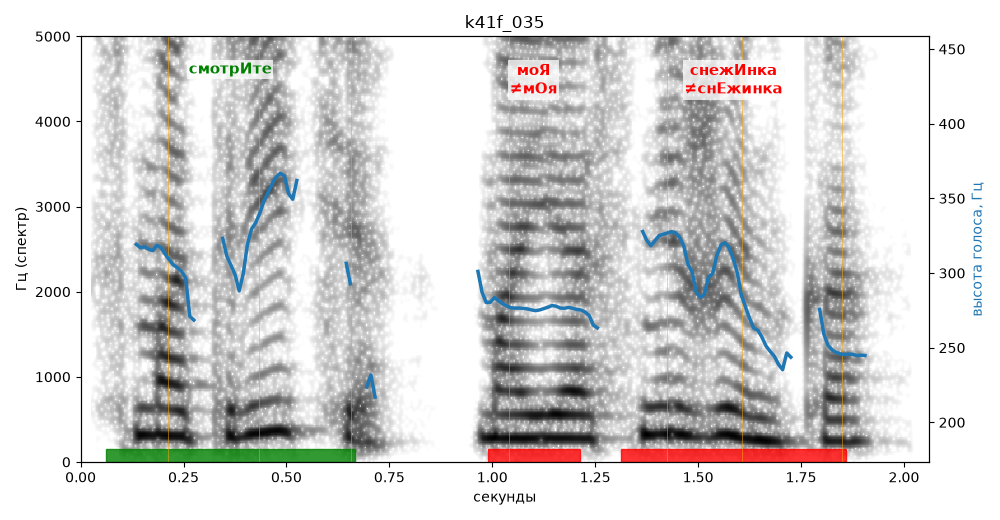 k41f_035
5000
4000
3000
2000
1000
0
Гц (спектр)
смотрИте
моЯ
≠мОя
снежИнка
≠снЕжинка
450
400
350
300
250
200
высота голоса, Гц
0.00 0.25 0.50 0.75 1.00 1.25 1.50 1.75 2.00
секунды